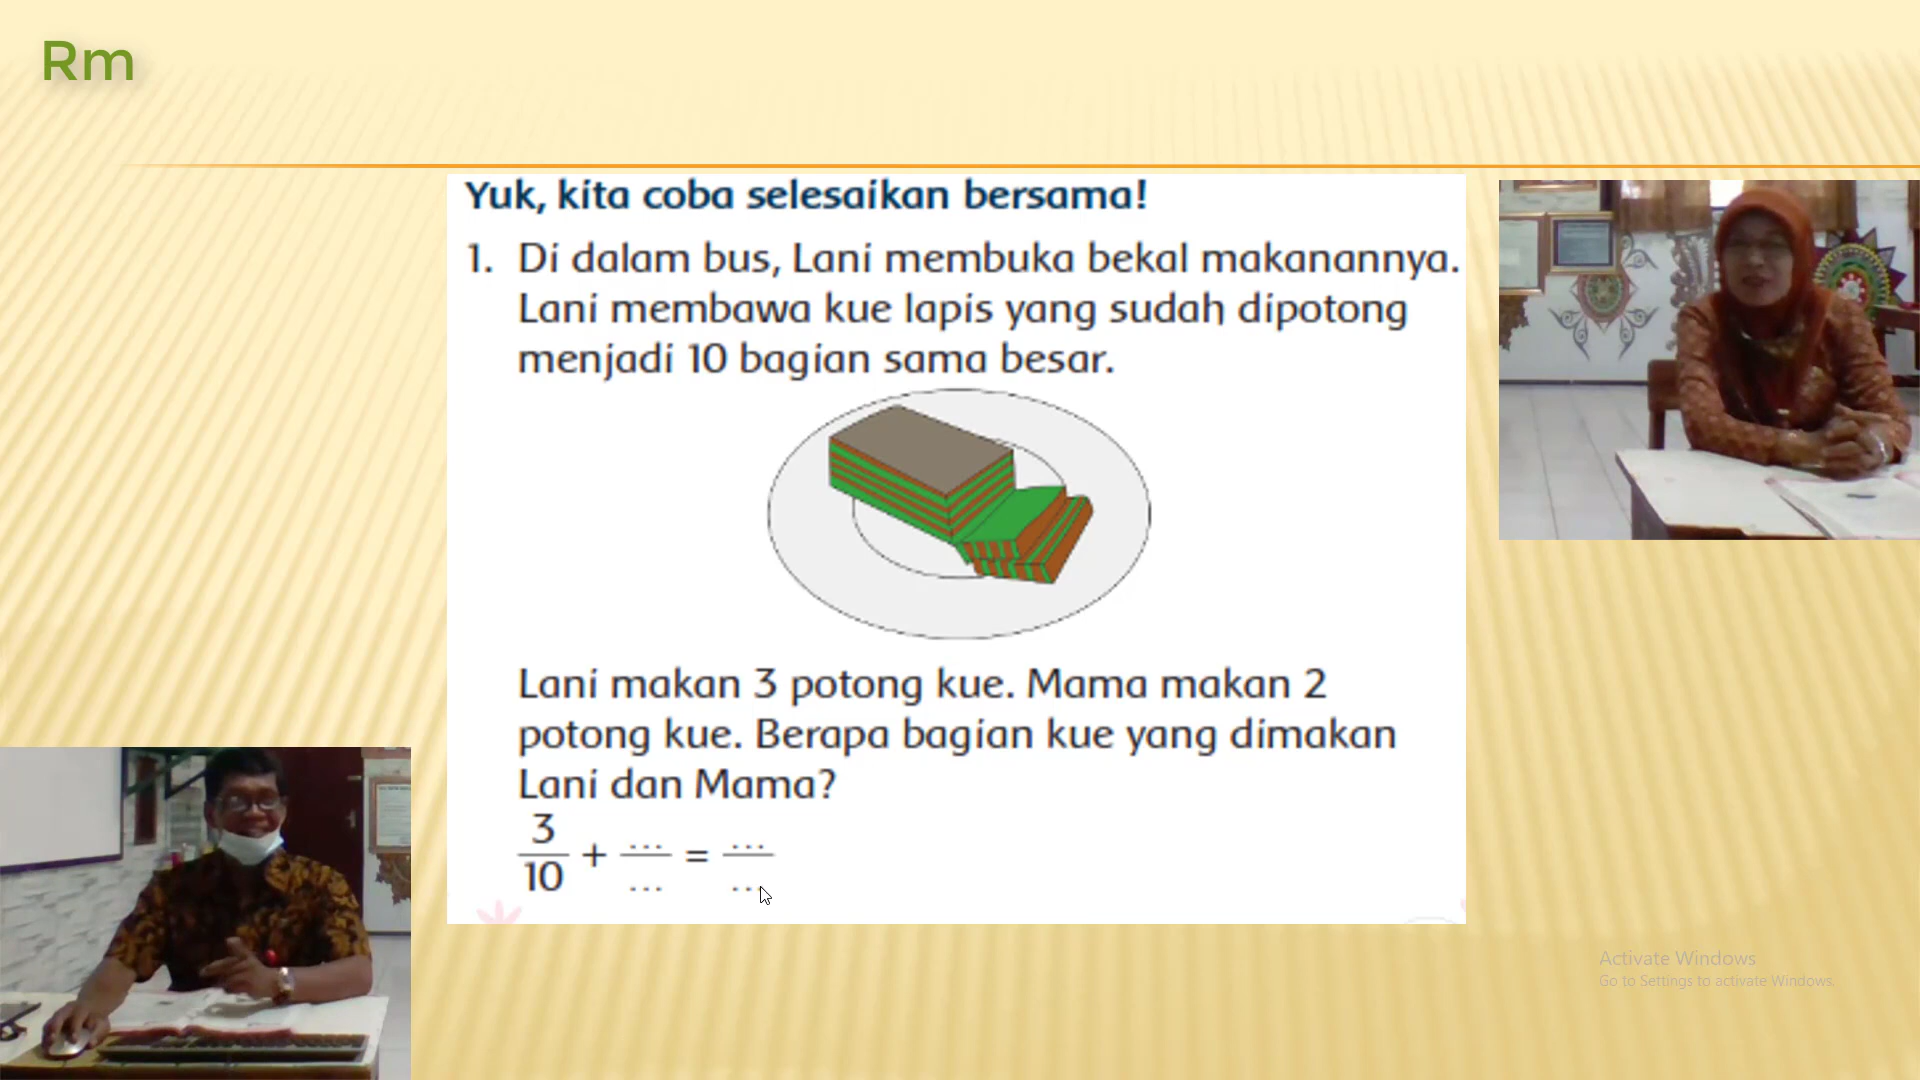 Rm
Yuk, kita coba selesaikan bersama!
1. Di dalam bus, Lani membuka bekal makanannya.
Lani membawa kue lapis yang sudah dipotong
menjadi 10 bagian sama besar.
Lani makan 3 potong kue. Mama makan 2
potong kue. Berapa bagian kue yang dimakan
Lani dan Mama?
3/10 + .../... = .../...
Activate Windows
Go to Settings to activate Windows.